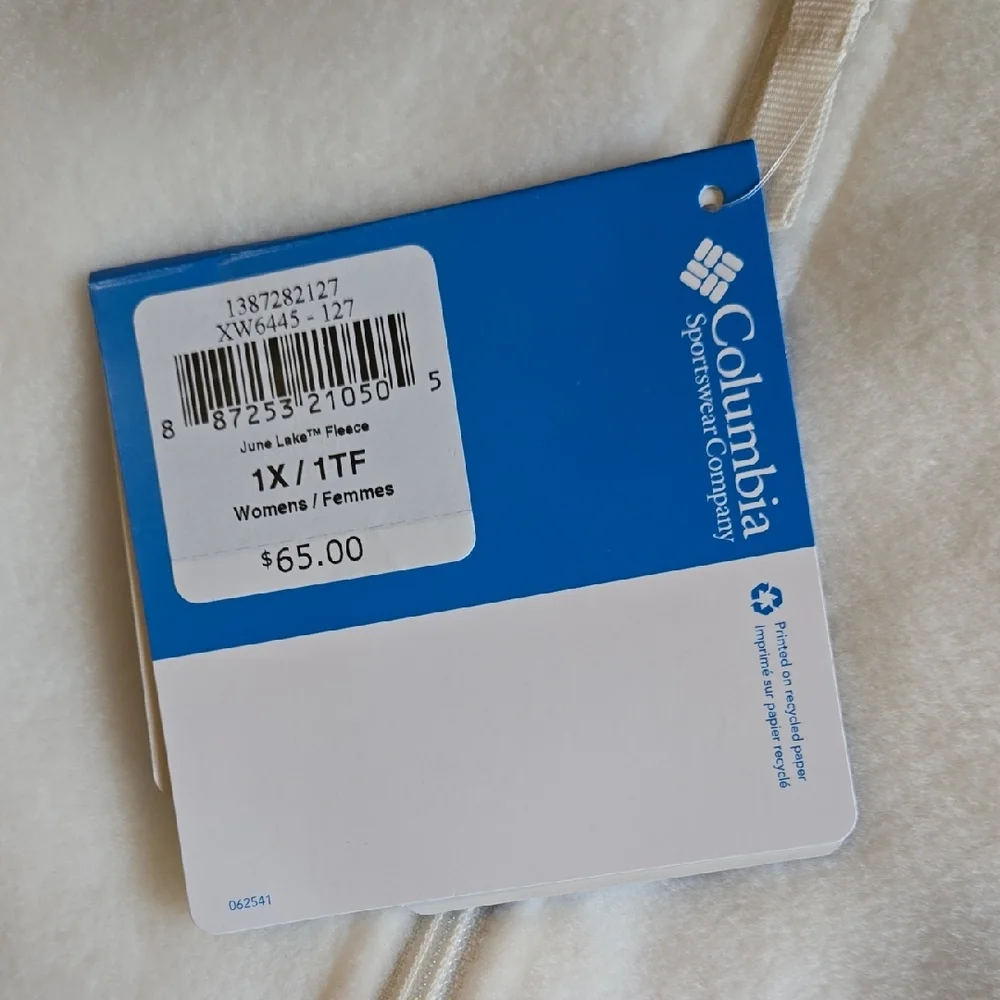 1387282127
XW6445 - 127
8 87253 21050 5
June Lake™ Fleece
1X / 1TF
Womens / Femmes
$65.00
Columbia
Sportswear Company
Printed on recycled paper
Imprimé sur papier recyclé
062541